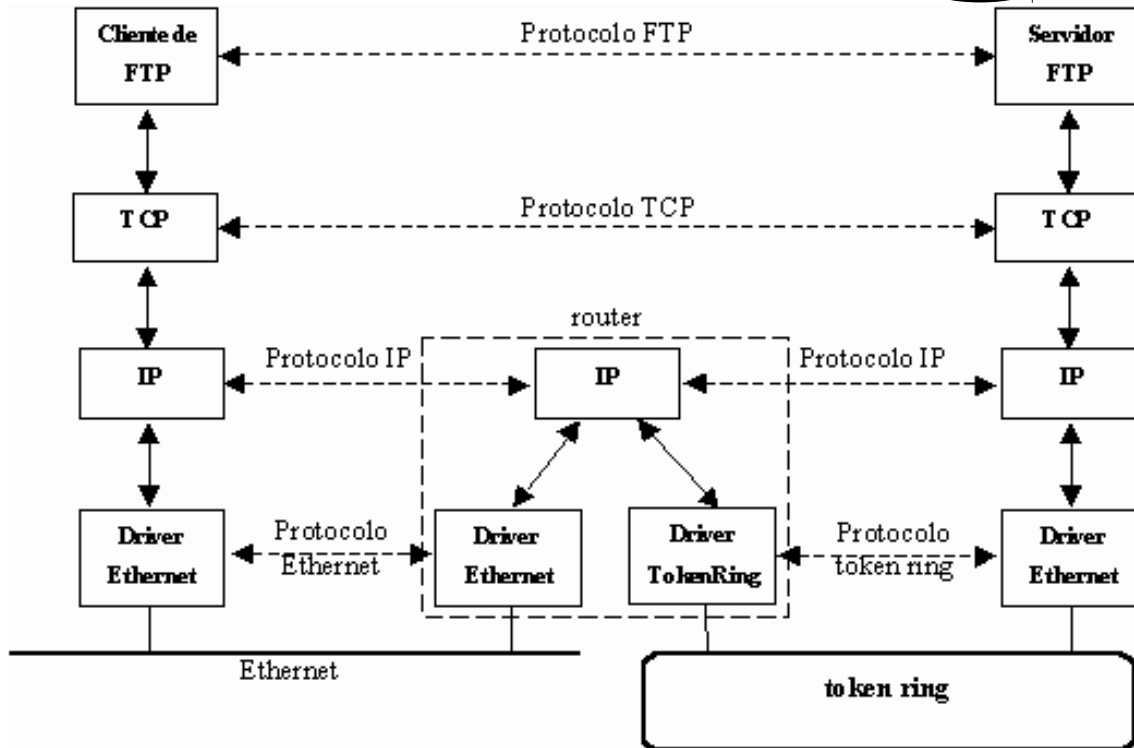 Cliente de
FTP
Protocolo FTP
Servidor
FTP
TCP
Protocolo TCP
TCP
router
IP
Protocolo IP
IP
Protocolo IP
IP
Driver
Ethernet
Protocolo
Ethernet
Driver
Ethernet
Driver
TokenRing
Protocolo
token ring
Driver
Ethernet
Ethernet
token ring